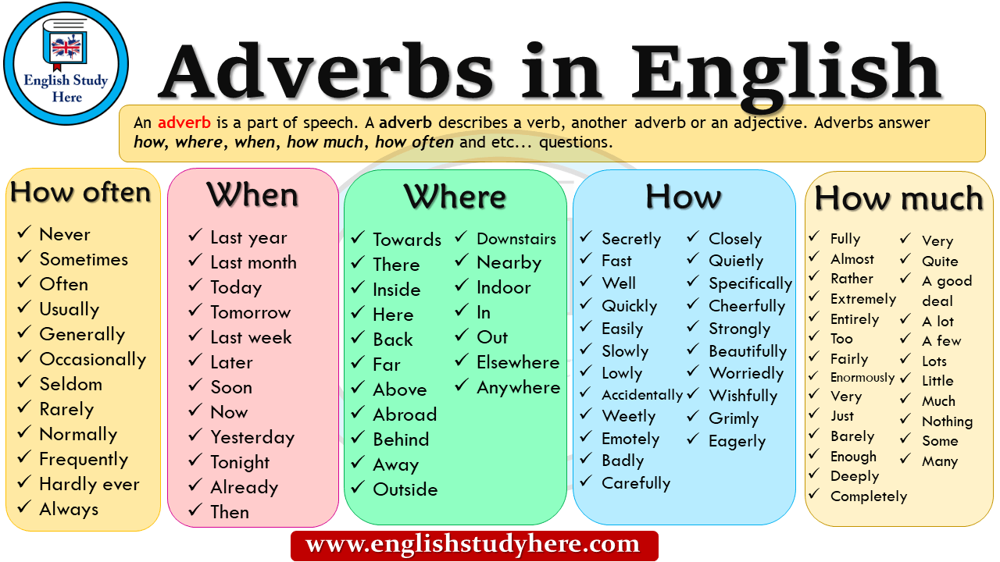 English Study
Here
Adverbs in English
An adverb is a part of speech. A adverb describes a verb, another adverb or an adjective. Adverbs answer
how, where, when, how much, how often and etc... questions.
How often
Never
Sometimes
Often
Usually
Generally
Occasionally
Seldom
Rarely
Normally
Frequently
Hardly ever
Always
When
Last year
Last month
Today
Tomorrow
Last week
Later
Soon
Now
Yesterday
Tonight
Already
Then
Where
Towards
There
Inside
Here
Back
Far
Above
Abroad
Behind
Away
Outside
Downstairs
Nearby
Indoor
In
Out
Elsewhere
Anywhere
How
Secretly
Fast
Well
Quickly
Easily
Slowly
Lowly
Accidentally
Weetly
Emotely
Badly
Carefully
Closely
Quietly
Specifically
Cheerfully
Strongly
Beautifully
Worriedly
Wishfully
Grimly
Eagerly
How much
Fully
Almost
Rather
Extremely
Entirely
Too
Fairly
Enormously
Very
Just
Barely
Enough
Deeply
Completely
Very
Quite
A good
deal
A lot
A few
Lots
Little
Much
Nothing
Some
Many
www.englishstudyhere.com